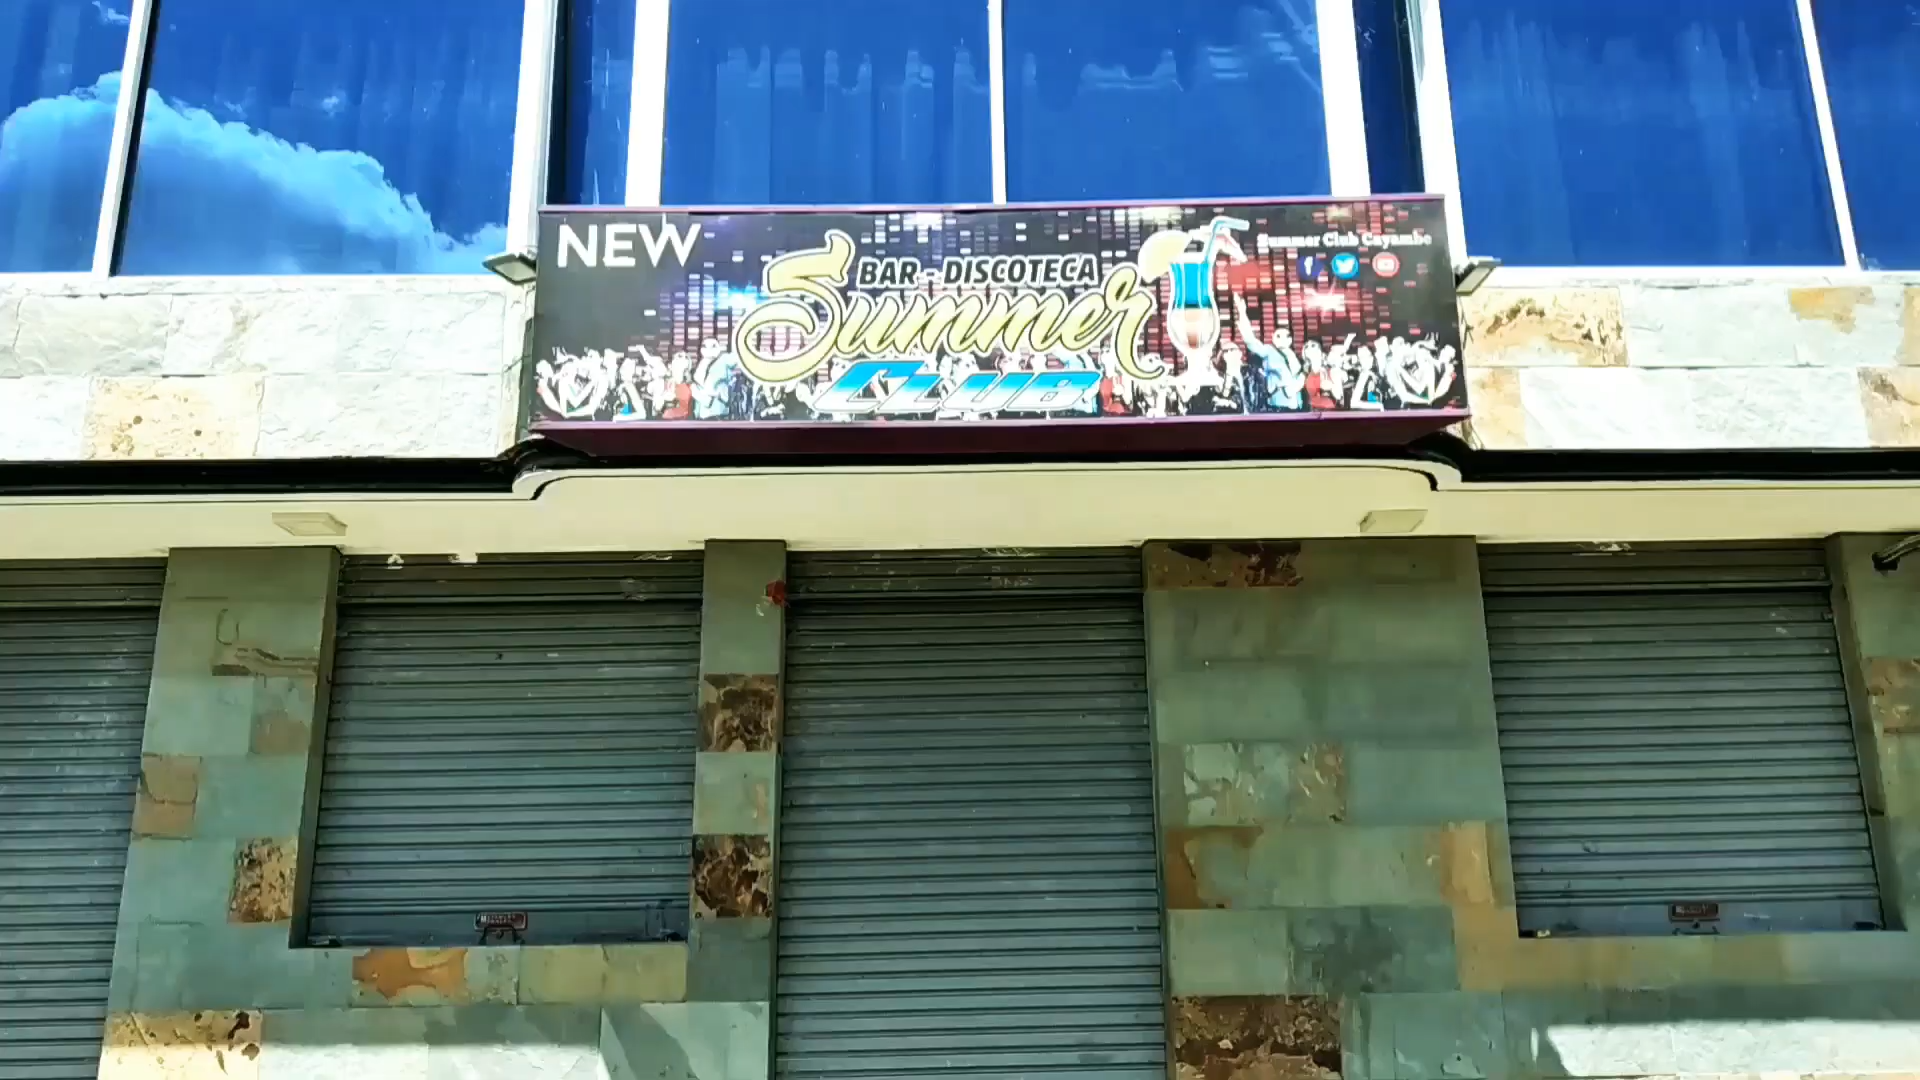 NEW
BAR - DISCOTECA
Summer
CLUB
Summer Club Cayambe